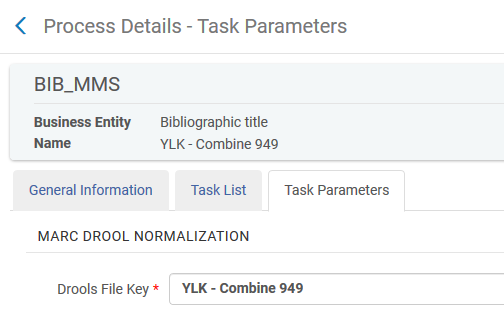 Process Details - Task Parameters
BIB_MMS
Business Entity Bibliographic title
Name YLK - Combine 949
General Information Task List Task Parameters
MARC DROOL NORMALIZATION
Drools File Key * YLK - Combine 949